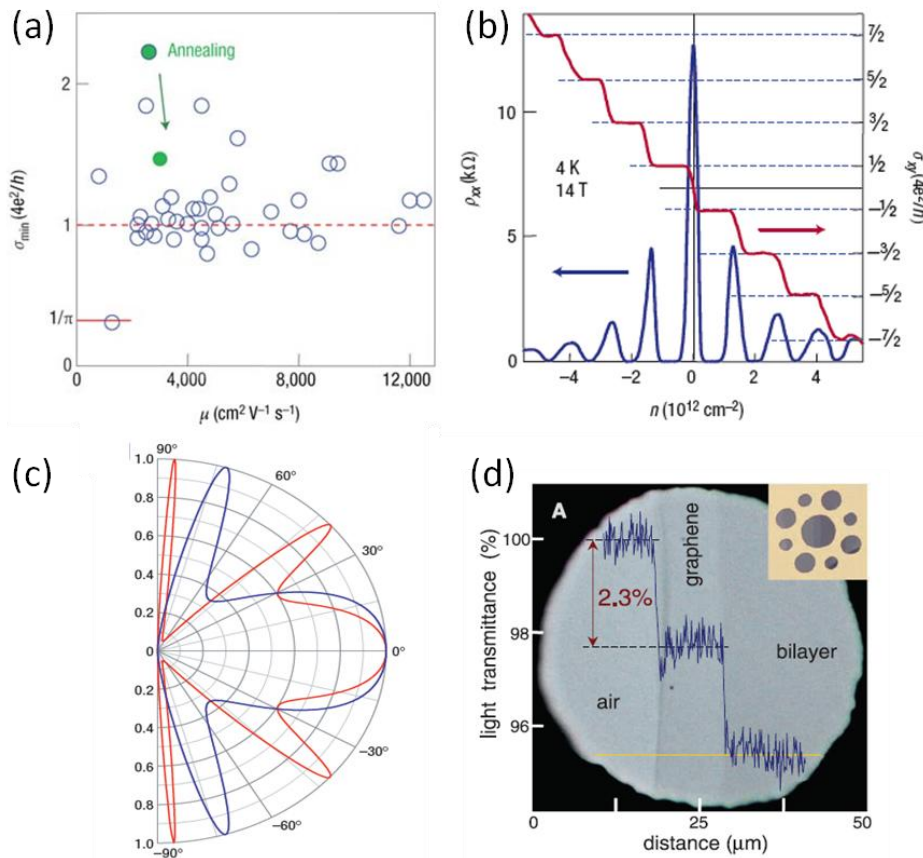 (a)
Annealing
2
1
1/π
0
σmin (4e²/h)
0
4,000
8,000
12,000
μ (cm² V⁻¹ s⁻¹)
(b)
10
5
0
ρxx (kΩ)
4 K
14 T
7/2
5/2
3/2
1/2
–1/2
–3/2
–5/2
–7/2
–4
–2
0
2
4
n (10¹² cm–2)
(c)
90°
60°
30°
0°
–30°
–60°
–90°
1.0
0.8
0.6
0.4
0.2
0
0.2
0.4
0.6
0.8
1.0
(d)
A
light transmittance (%)
100
98
96
2.3%
air
graphene
bilayer
0
25
50
distance (μm)